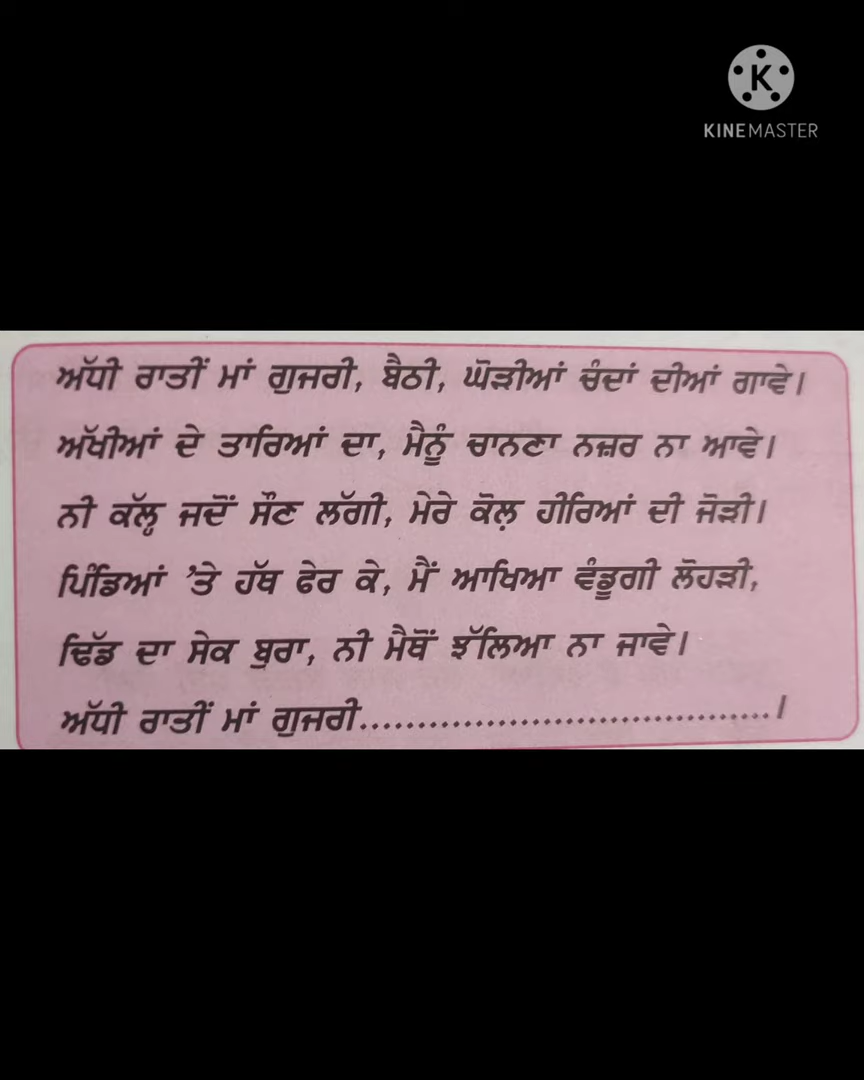 KINEMASTER
ਅੱਧੀ ਰਾਤੀਂ ਮਾਂ ਗੁਜਰੀ, ਬੈਠੀ, ਘੋੜੀਆਂ ਚੰਦਾਂ ਦੀਆਂ ਗਾਵੇ।
ਅੱਖੀਆਂ ਦੇ ਤਾਰਿਆਂ ਦਾ, ਮੈਨੂੰ ਚਾਨਣਾ ਨਜ਼ਰ ਨਾ ਆਵੇ।
ਨੀ ਕੱਲ੍ਹ ਜਦੋਂ ਸੌਣ ਲੱਗੀ, ਮੇਰੇ ਕੋਲ਼ ਹੀਰਿਆਂ ਦੀ ਜੋੜੀ।
ਪਿੰਡਿਆਂ ’ਤੇ ਹੱਥ ਫੇਰ ਕੇ, ਮੈਂ ਆਖਿਆ ਵੰਡੂਗੀ ਲੋਹੜੀ,
ਢਿੱਡ ਦਾ ਸੇਕ ਬੁਰਾ, ਨੀ ਮੈਥੋਂ ਝੱਲਿਆ ਨਾ ਜਾਵੇ।
ਅੱਧੀ ਰਾਤੀਂ ਮਾਂ ਗੁਜਰੀ.....................................।